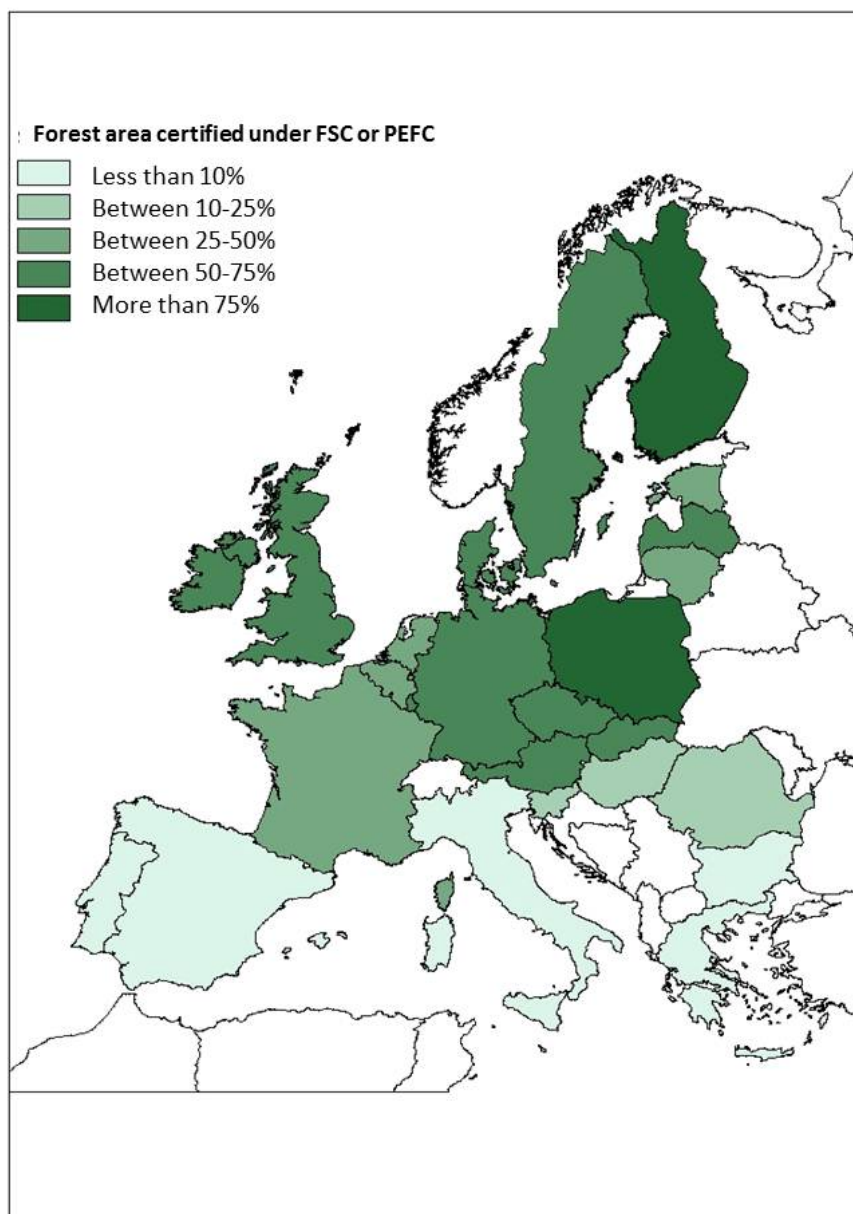 Forest area certified under FSC or PEFC
Less than 10%
Between 10-25%
Between 25-50%
Between 50-75%
More than 75%